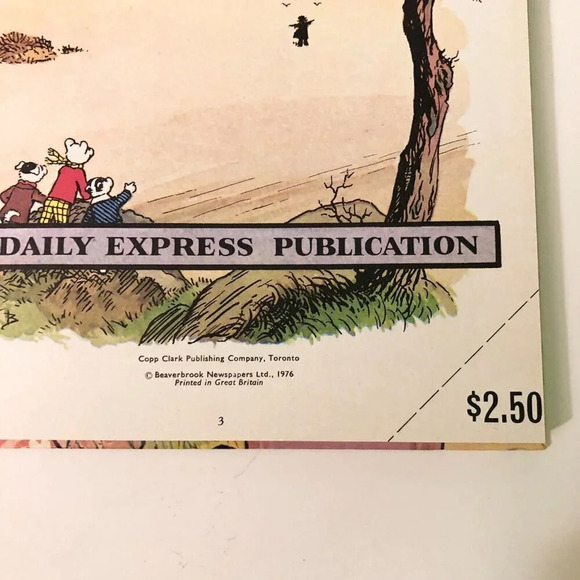 DAILY EXPRESS PUBLICATION
Copp Clark Publishing Company, Toronto
© Beaverbrook Newspapers Ltd., 1976
Printed in Great Britain
3
$2.50